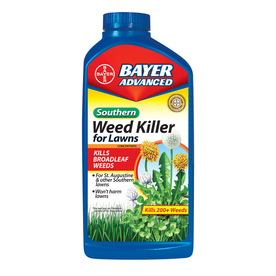 BAYER
BAYER
ADVANCED
Southern
Weed Killer
for Lawns
KILLS
BROADLEAF
WEEDS
• For St. Augustine
& other Southern
lawns
• Won't harm
lawns
Kills 200+ Weeds